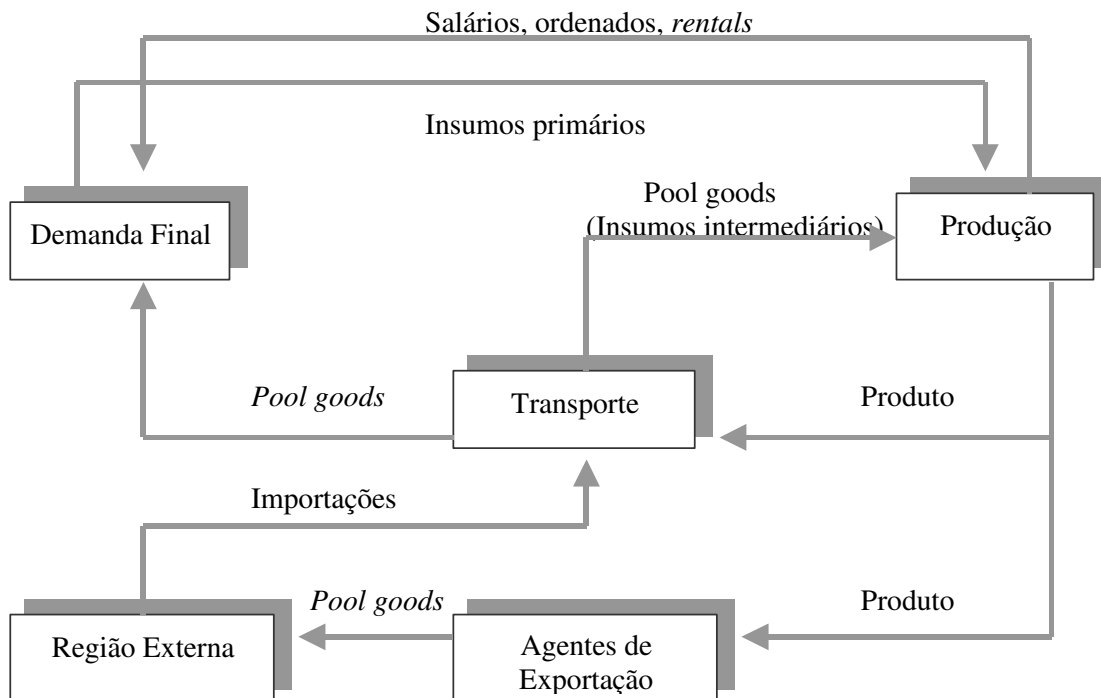 Salários, ordenados, rentals
Insumos primários
Pool goods
(Insumos intermediários)
Demanda Final
Produção
Pool goods
Transporte
Produto
Importações
Pool goods
Produto
Região Externa
Agentes de
Exportação